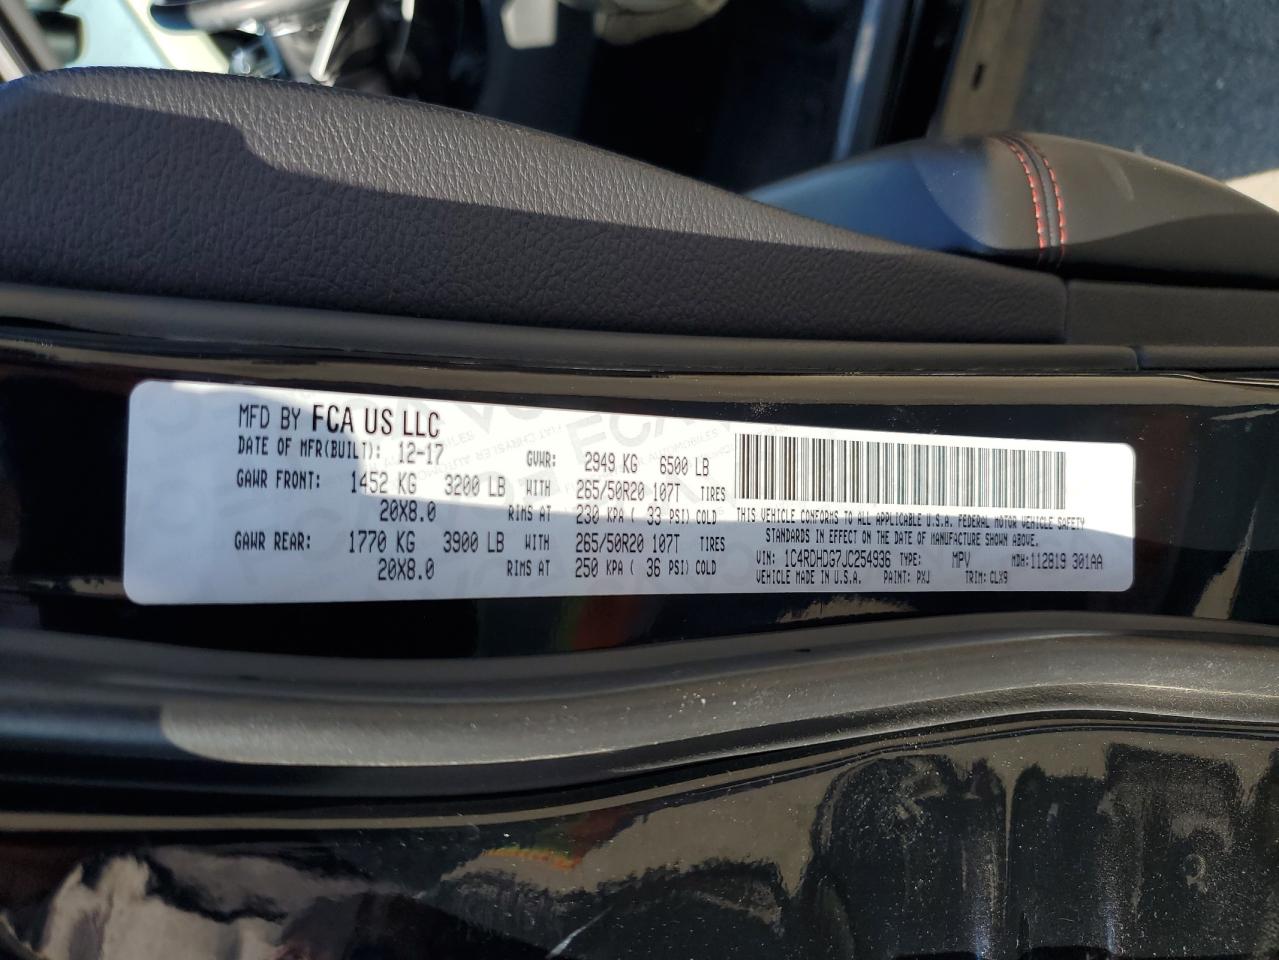 MFD BY FCA US LLC
DATE OF MFR(BUILT): 12-17 GVWR: 2949 KG 6500 LB
GAWR FRONT: 1452 KG 3200 LB WITH 265/50R20 107T TIRES
20X8.0 RIMS AT 230 KPA ( 33 PSI) COLD
GAWR REAR: 1770 KG 3900 LB WITH 265/50R20 107T TIRES
20X8.0 RIMS AT 250 KPA ( 36 PSI) COLD
THIS VEHICLE CONFORMS TO ALL APPLICABLE U.S.A. FEDERAL MOTOR VEHICLE SAFETY
STANDARDS IN EFFECT ON THE DATE OF MANUFACTURE SHOWN ABOVE.
VIN: 1C4RDHDG7JC254936 TYPE: MPV MDH: 112819 301AA
VEHICLE MADE IN U.S.A. PAINT: PXJ TRIM: CLX9